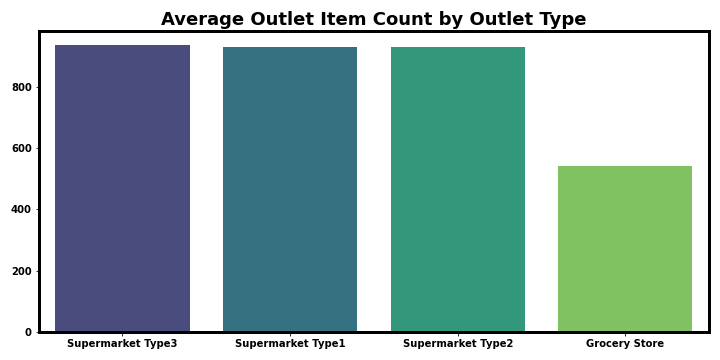 Average Outlet Item Count by Outlet Type
800
600
400
200
0
Supermarket Type3 Supermarket Type1 Supermarket Type2 Grocery Store